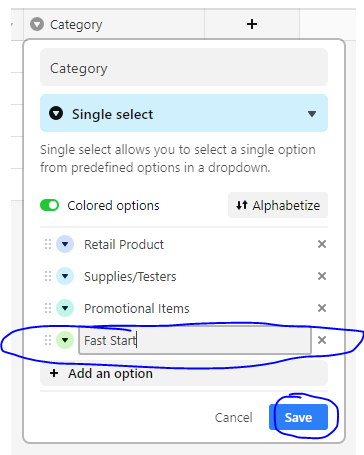 Category
+
Category
Single select
Single select allows you to select a single option
from predefined options in a dropdown.
Colored options
Alphabetize
Retail Product
Supplies/Testers
Promotional Items
Fast Start
+ Add an option
Cancel
Save